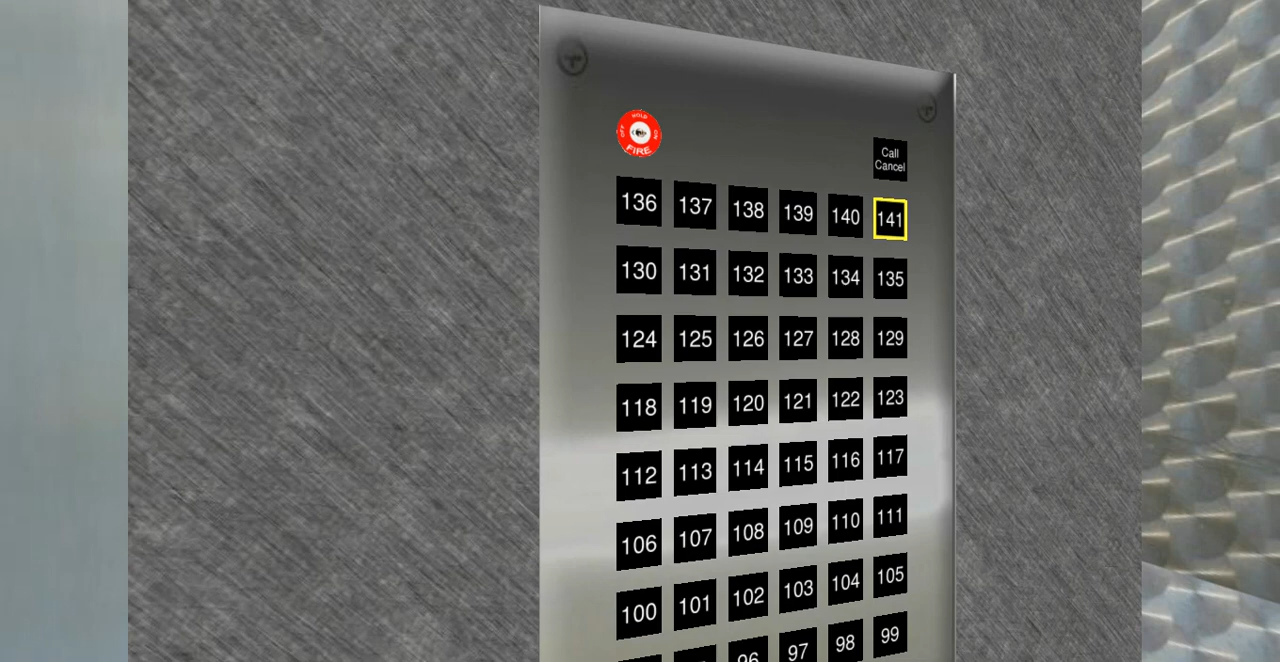 HOLD
OFF ON
FIRE
Call
Cancel
136 137 138 139 140 141
130 131 132 133 134 135
124 125 126 127 128 129
118 119 120 121 122 123
112 113 114 115 116 117
106 107 108 109 110 111
100 101 102 103 104 105
96 97 98 99